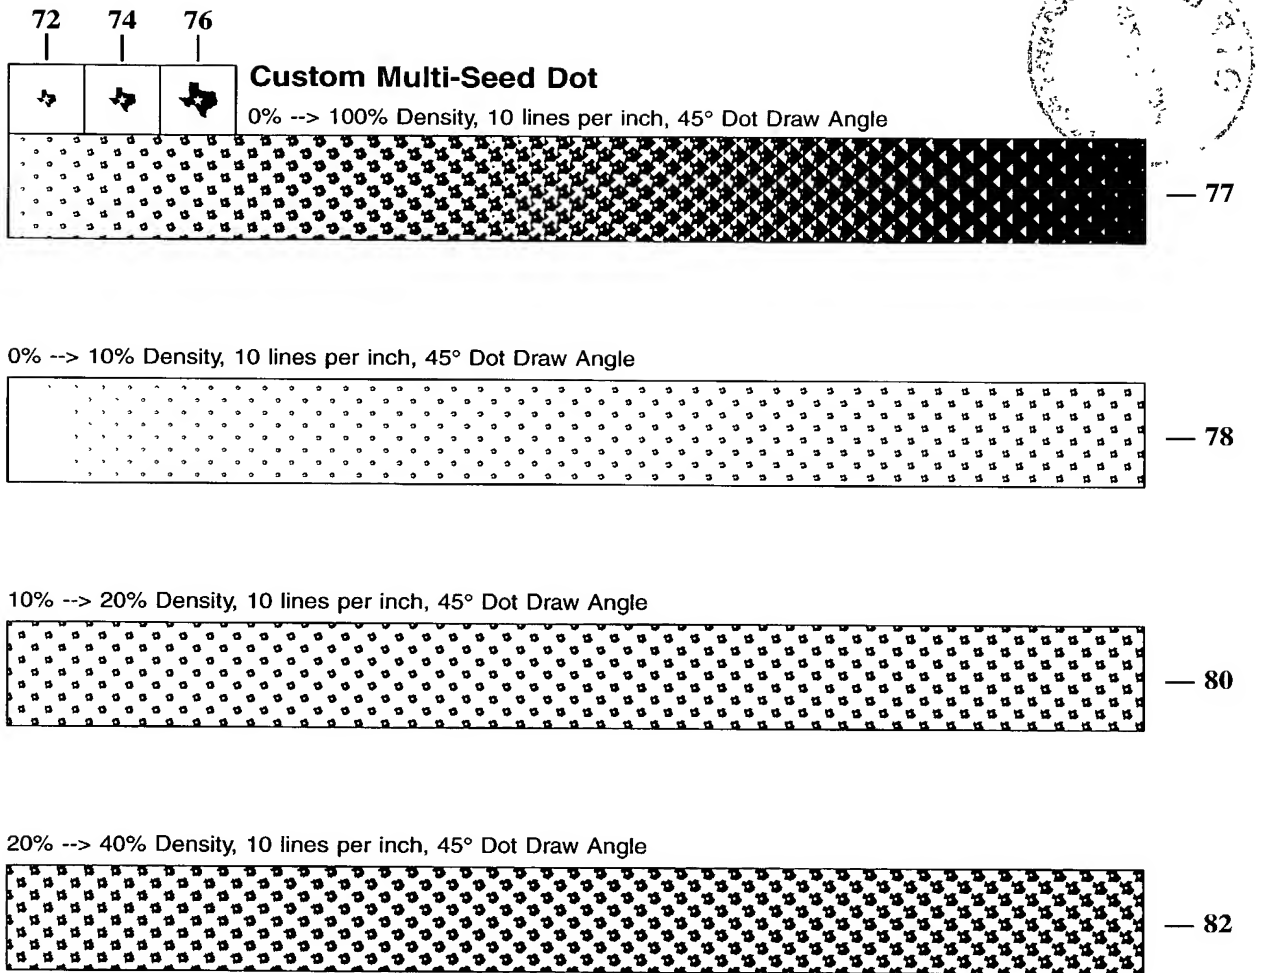 72 74 76
Custom Multi-Seed Dot
0% --> 100% Density, 10 lines per inch, 45° Dot Draw Angle
77
0% --> 10% Density, 10 lines per inch, 45° Dot Draw Angle
78
10% --> 20% Density, 10 lines per inch, 45° Dot Draw Angle
80
20% --> 40% Density, 10 lines per inch, 45° Dot Draw Angle
82